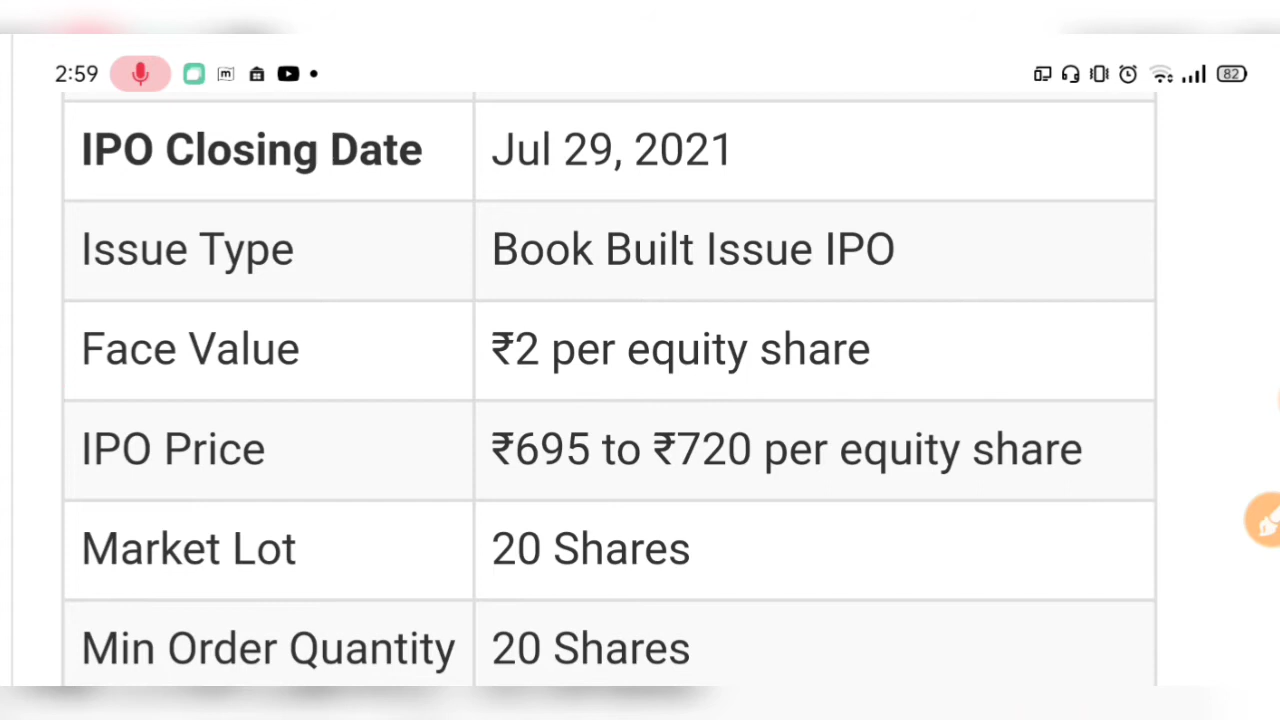 2:59 m 82
IPO Closing Date Jul 29, 2021
Issue Type Book Built Issue IPO
Face Value ₹2 per equity share
IPO Price ₹695 to ₹720 per equity share
Market Lot 20 Shares
Min Order Quantity 20 Shares